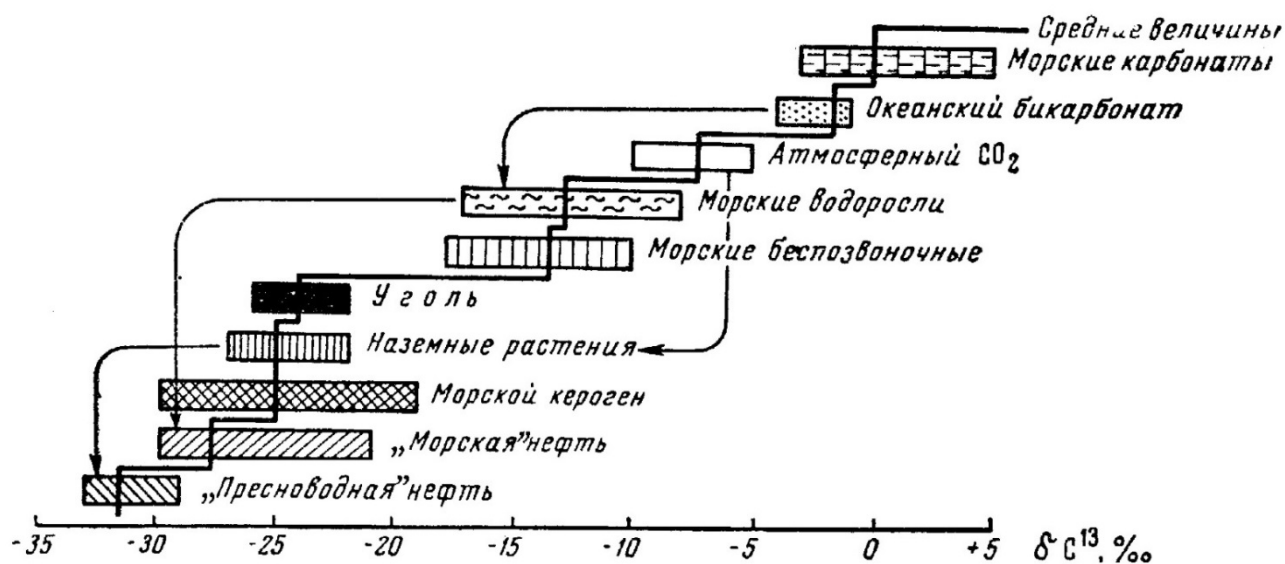 Средние величины
Морские карбонаты
Океанский бикарбонат
Атмосферный CO₂
Морские водоросли
Морские беспозвоночные
Уголь
Наземные растения
Морской кероген
„Морская”нефть
„Пресноводная”нефть
-35 -30 -25 -20 -15 -10 -5 0 +5 δ C¹³, ‰